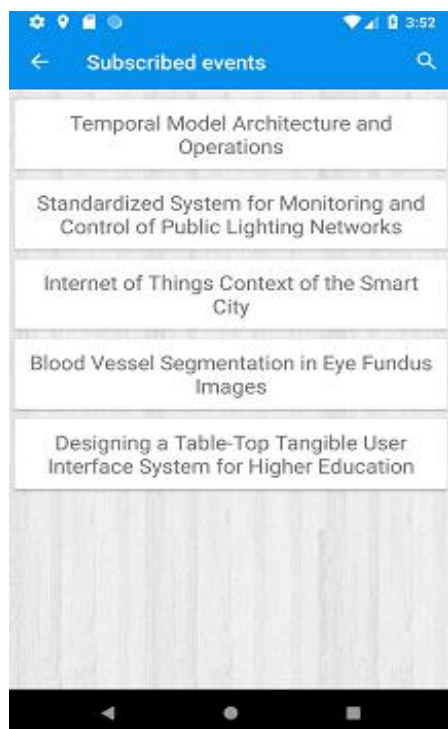 3:52
Subscribed events
Temporal Model Architecture and
Operations
Standardized System for Monitoring and
Control of Public Lighting Networks
Internet of Things Context of the Smart
City
Blood Vessel Segmentation in Eye Fundus
Images
Designing a Table-Top Tangible User
Interface System for Higher Education